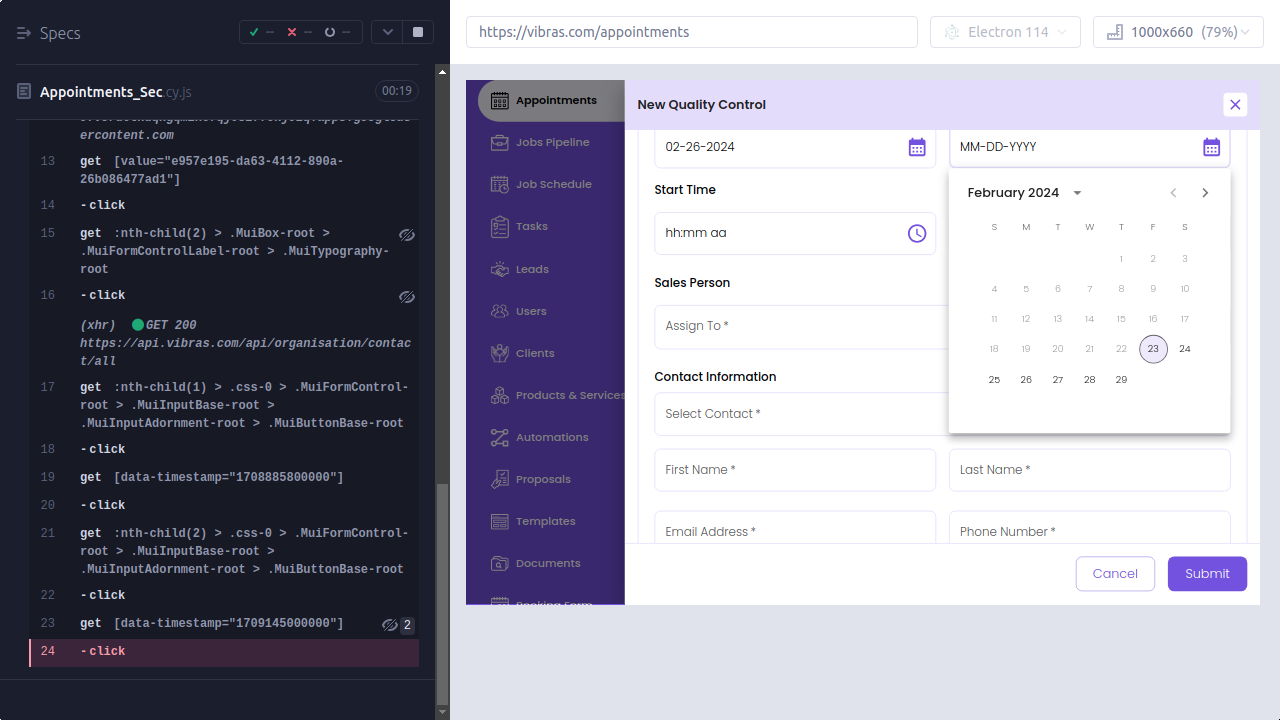 Specs
--
--
--
https://vibras.com/appointments
Electron 114
1000x660 (79%)
Appointments_Sec.cy.js
00:19
ercontent.com
13 get [value="e957e195-da63-4112-890a-
26b086477ad1"]
14 -click
15 get :nth-child(2) > .MuiBox-root >
.MuiFormControlLabel-root > .MuiTypography-
root
16 -click
(xhr) GET 200
https://api.vibras.com/api/organisation/contac
t/all
17 get :nth-child(1) > .css-0 > .MuiFormControl-
root > .MuiInputBase-root >
.MuiInputAdornment-root > .MuiButtonBase-root
18 -click
19 get [data-timestamp="1708885800000"]
20 -click
21 get :nth-child(2) > .css-0 > .MuiFormControl-
root > .MuiInputBase-root >
.MuiInputAdornment-root > .MuiButtonBase-root
22 -click
23 get [data-timestamp="1709145000000"] 2
24 -click
Appointments
Jobs Pipeline
Job Schedule
Tasks
Leads
Users
Clients
Products & Services
Automations
Proposals
Templates
Documents
Booking Form
New Quality Control
02-26-2024
MM-DD-YYYY
Start Time
hh:mm aa
Sales Person
Assign To *
Contact Information
Select Contact *
First Name *
Last Name *
Email Address *
Phone Number *
February 2024
S M T W T F S
1 2 3
4 5 6 7 8 9 10
11 12 13 14 15 16 17
18 19 20 21 22 23 24
25 26 27 28 29
Cancel
Submit